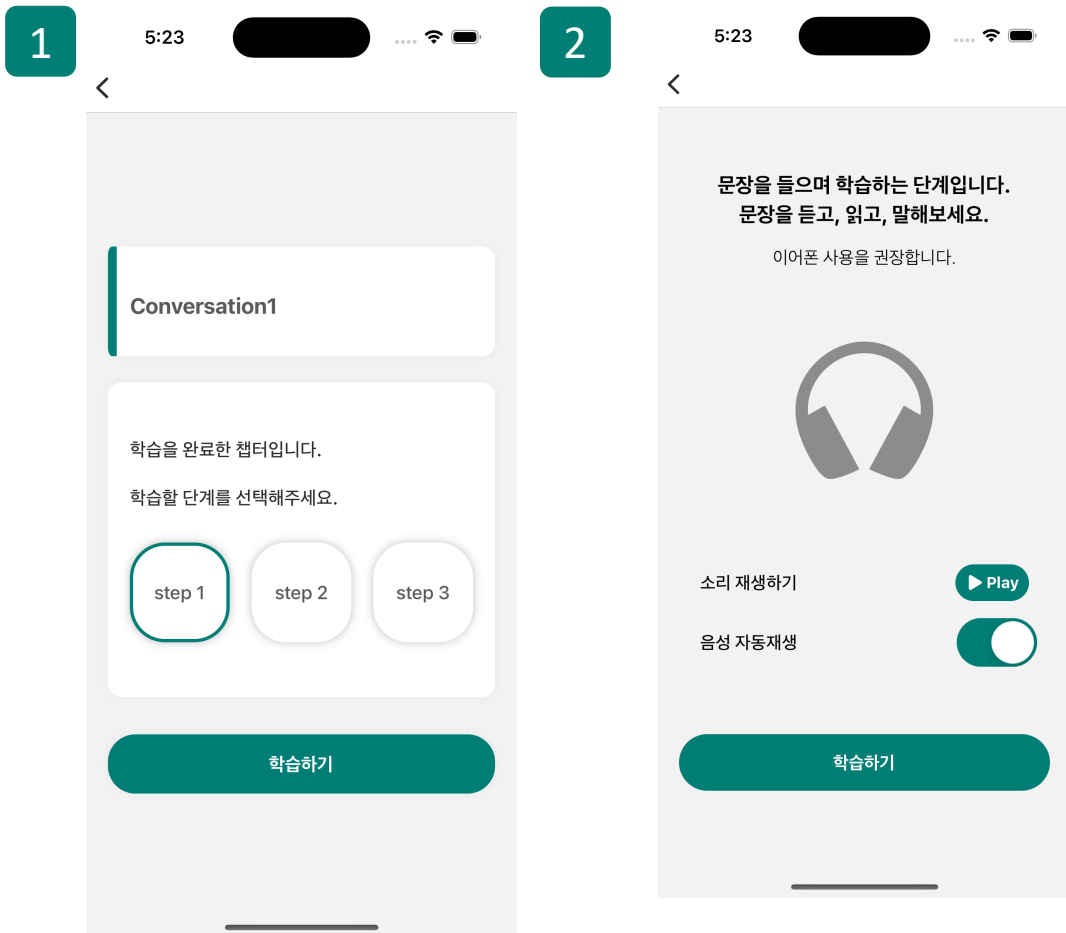 1
5:23
Conversation1
학습을 완료한 챕터입니다.
학습할 단계를 선택해주세요.
step 1
step 2
step 3
학습하기
2
5:23
문장을 들으며 학습하는 단계입니다.
문장을 듣고, 읽고, 말해보세요.
이어폰 사용을 권장합니다.
소리 재생하기
Play
음성 자동재생
학습하기